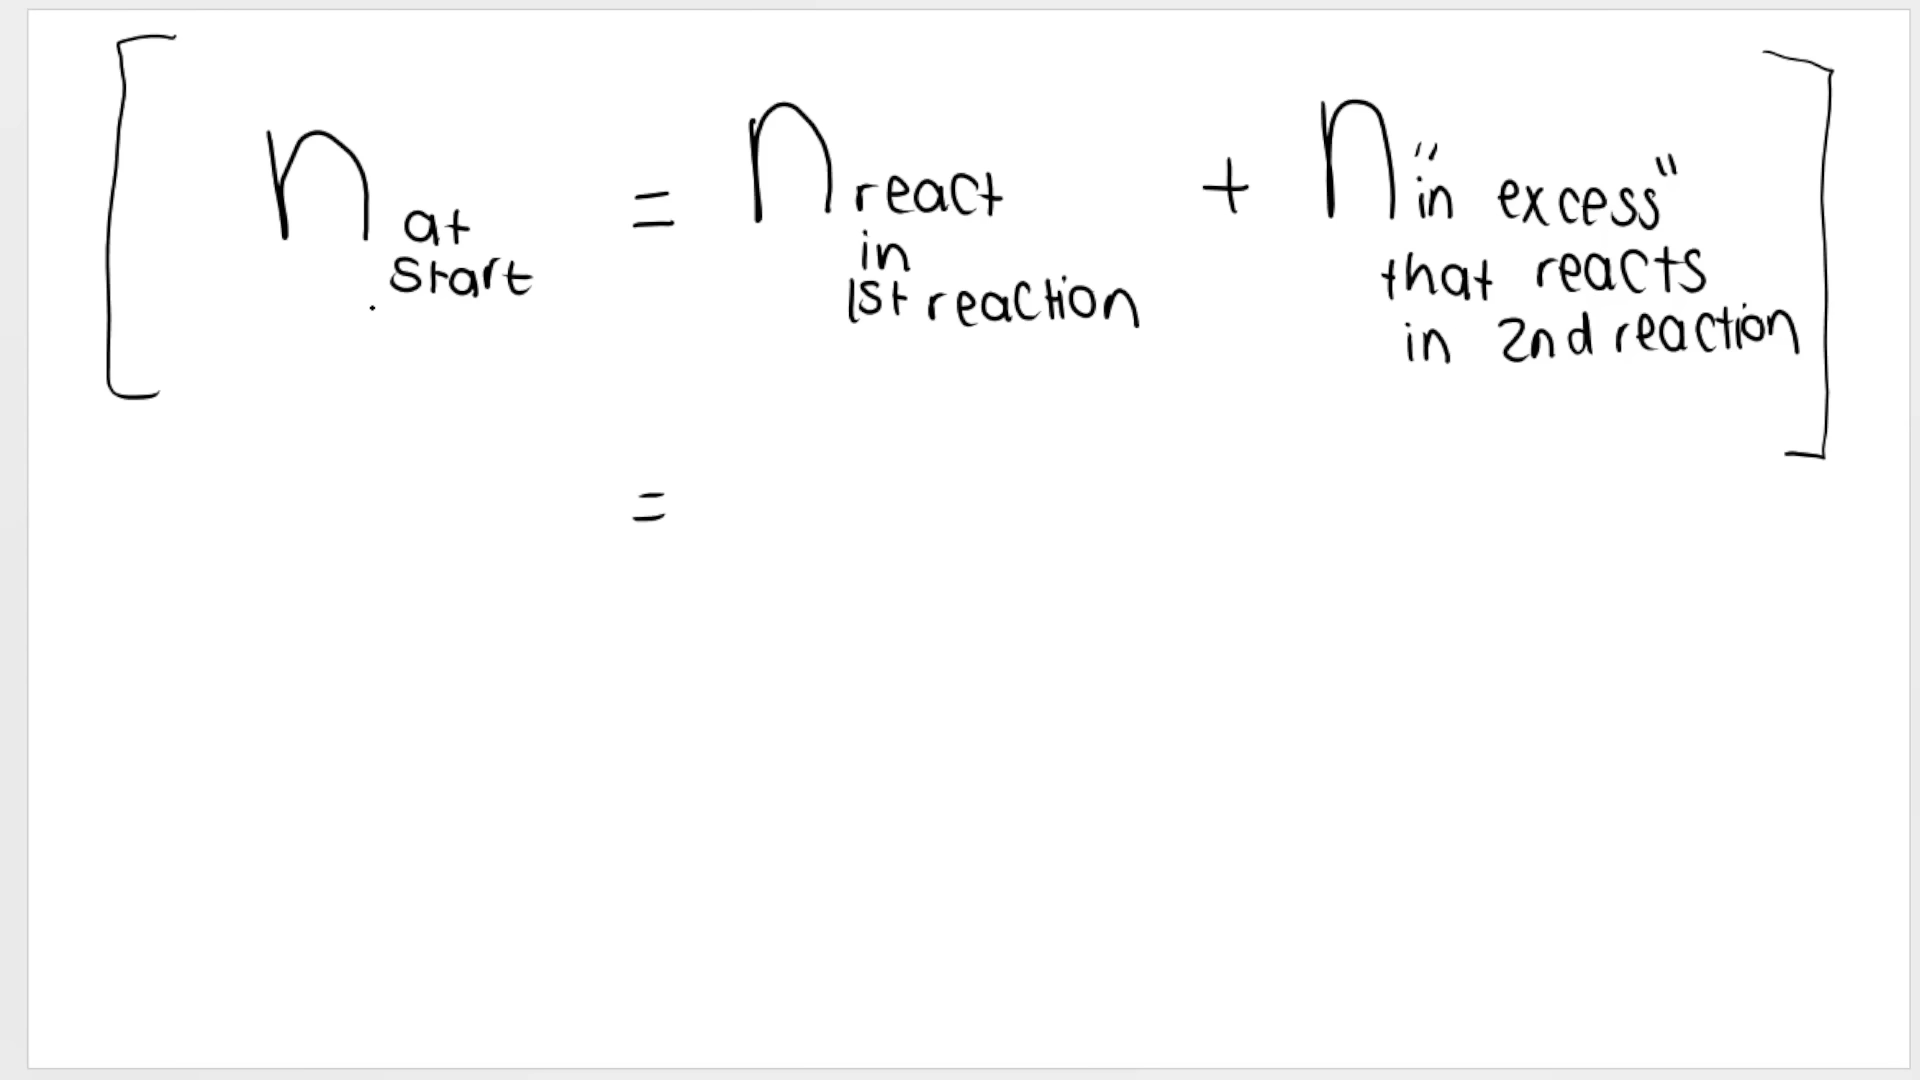 [ n at start = n react in 1st reaction + n "in excess" that reacts in 2nd reaction ]
=